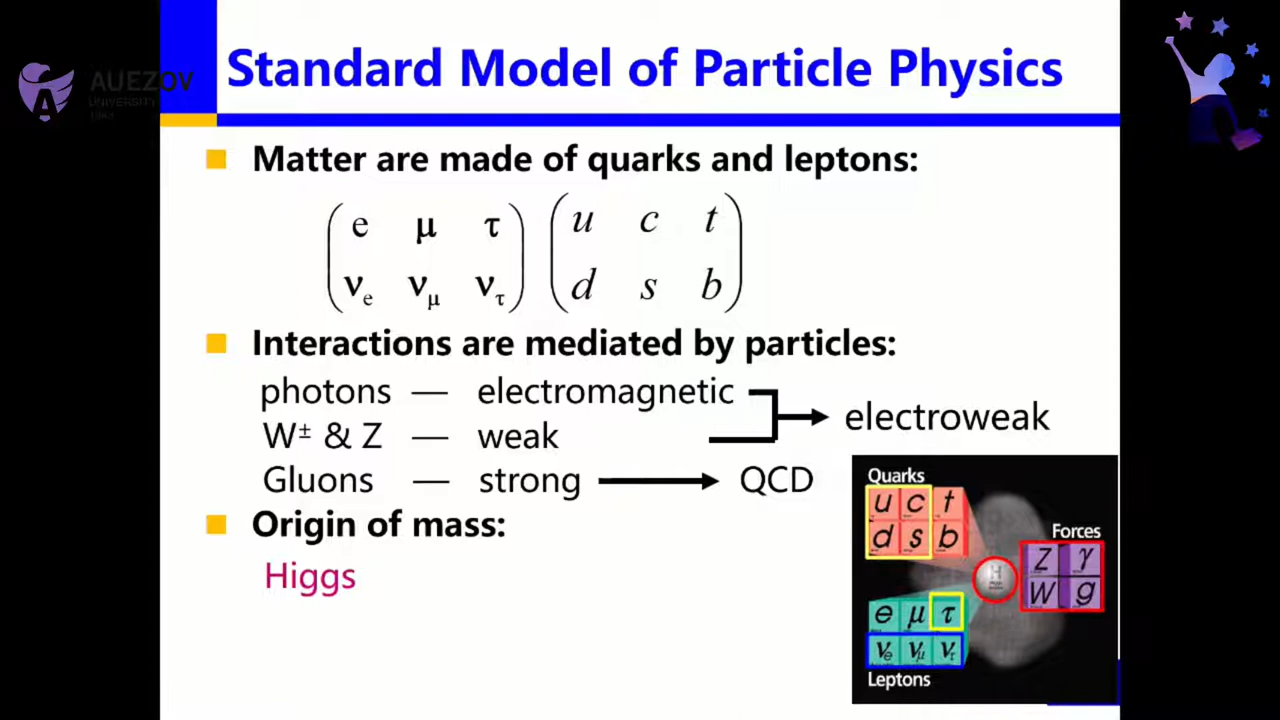 AUEZOV
UNIVERSITY
Standard Model of Particle Physics
Matter are made of quarks and leptons:
e μ τ
νe νμ ντ
u c t
d s b
Interactions are mediated by particles:
photons — electromagnetic
W± & Z — weak
electroweak
Gluons — strong → QCD
Origin of mass:
Higgs
Quarks
u c t
d s b
Forces
Z γ
W g
H
e μ τ
νe νμ ντ
Leptons